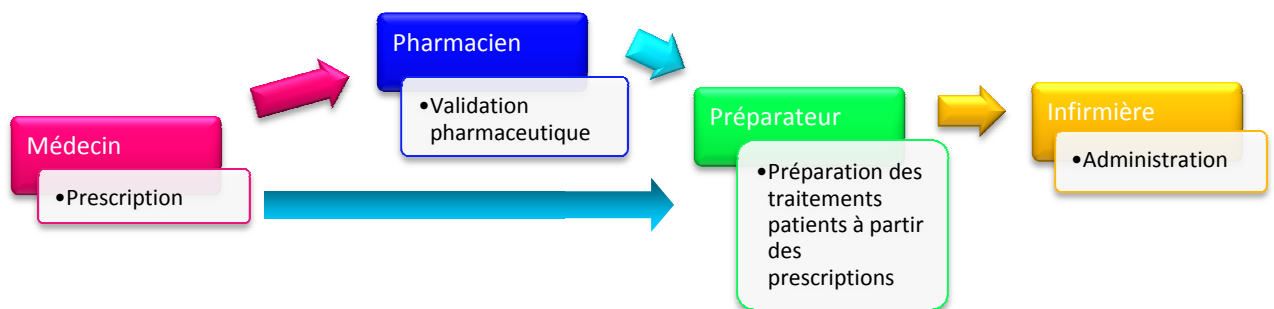 Médecin
•Prescription
Pharmacien
•Validation
pharmaceutique
Préparateur
•Préparation des
traitements
patients à partir
des
prescriptions
Infirmière
•Administration